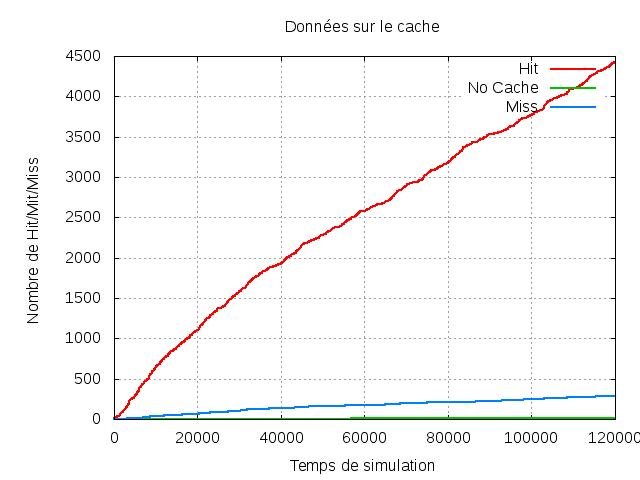 Données sur le cache
4500
4000
3500
3000
2500
2000
1500
1000
500
0
Nombre de Hit/Mit/Miss
Hit
No Cache
Miss
0 20000 40000 60000 80000 100000 120000
Temps de simulation